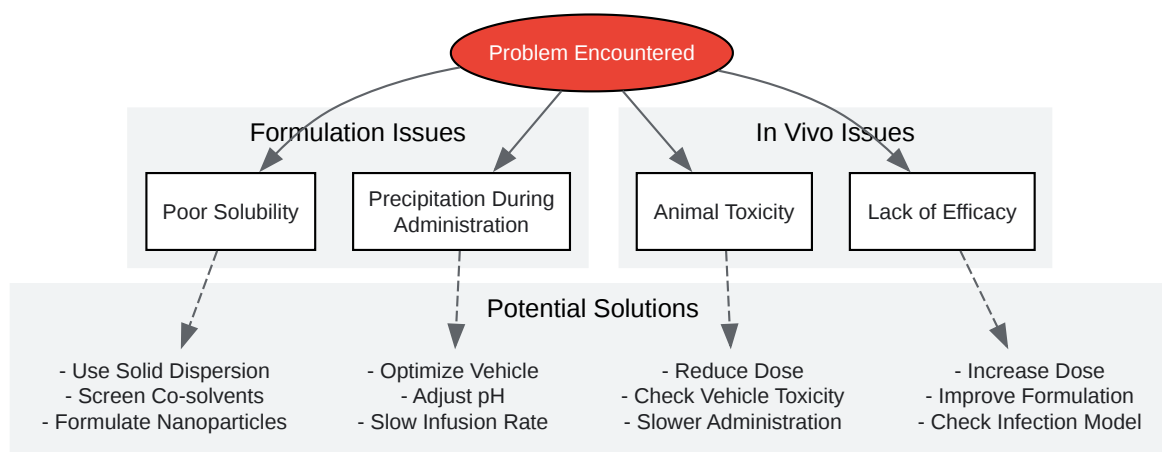 Problem Encountered
Formulation Issues
In Vivo Issues
Poor Solubility
Precipitation During
Administration
Animal Toxicity
Lack of Efficacy
Potential Solutions
- Use Solid Dispersion
- Screen Co-solvents
- Formulate Nanoparticles
- Optimize Vehicle
- Adjust pH
- Slow Infusion Rate
- Reduce Dose
- Check Vehicle Toxicity
- Slower Administration
- Increase Dose
- Improve Formulation
- Check Infection Model